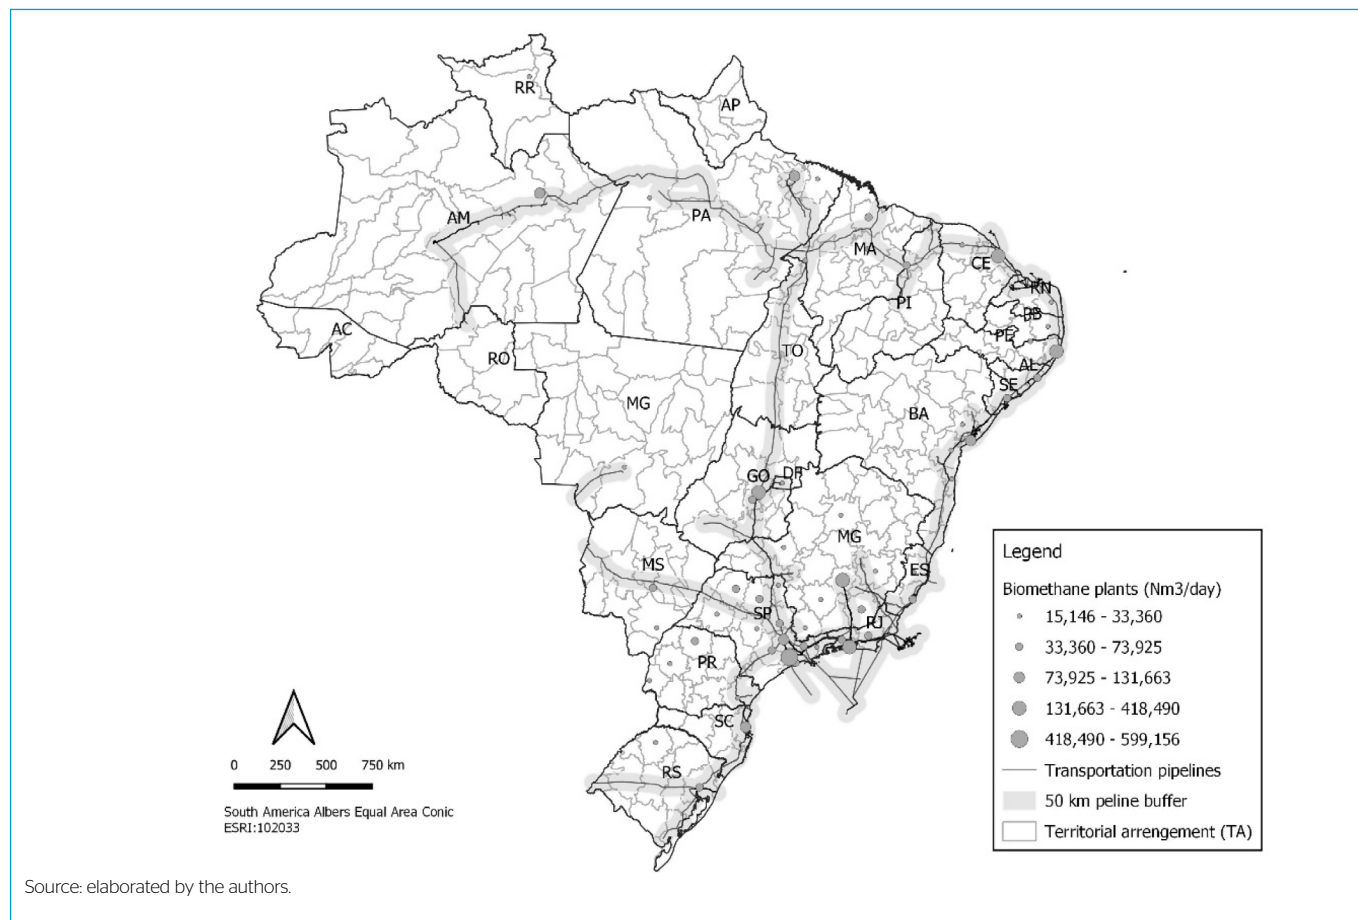 RR
AP
AM
PA
MA
CE
RN
PB
PI
PE
AC
TO
AL
RO
SE
MG
BA
GO
DF
MG
MS
ES
SP
RJ
PR
SC
RS
Legend
Biomethane plants (Nm3/day)
15,146 - 33,360
33,360 - 73,925
73,925 - 131,663
131,663 - 418,490
418,490 - 599,156
Transportation pipelines
50 km peline buffer
Territorial arrengement (TA)
0 250 500 750 km
South America Albers Equal Area Conic
ESRI:102033
Source: elaborated by the authors.